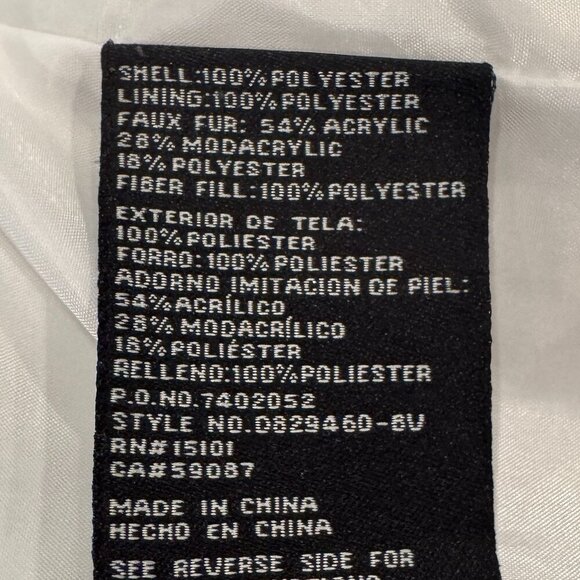 SHELL:100% POLYESTER
LINING:100% POLYESTER
FAUX FUR: 54% ACRYLIC
28% MODACRYLIC
18% POLYESTER
FIBER FILL:100% POLYESTER
EXTERIOR DE TELA:
100% POLIESTER
FORRO:100% POLIESTER
ADORNO IMITACION DE PIEL:
54% ACRÍLICO
28% MODACRÍLICO
18% POLIÉSTER
RELLENO:100% POLIESTER
P.O.NO.7402052
STYLE NO.O829460-8V
RN#15101
CA#59087
MADE IN CHINA
HECHO EN CHINA
SEE REVERSE SIDE FOR